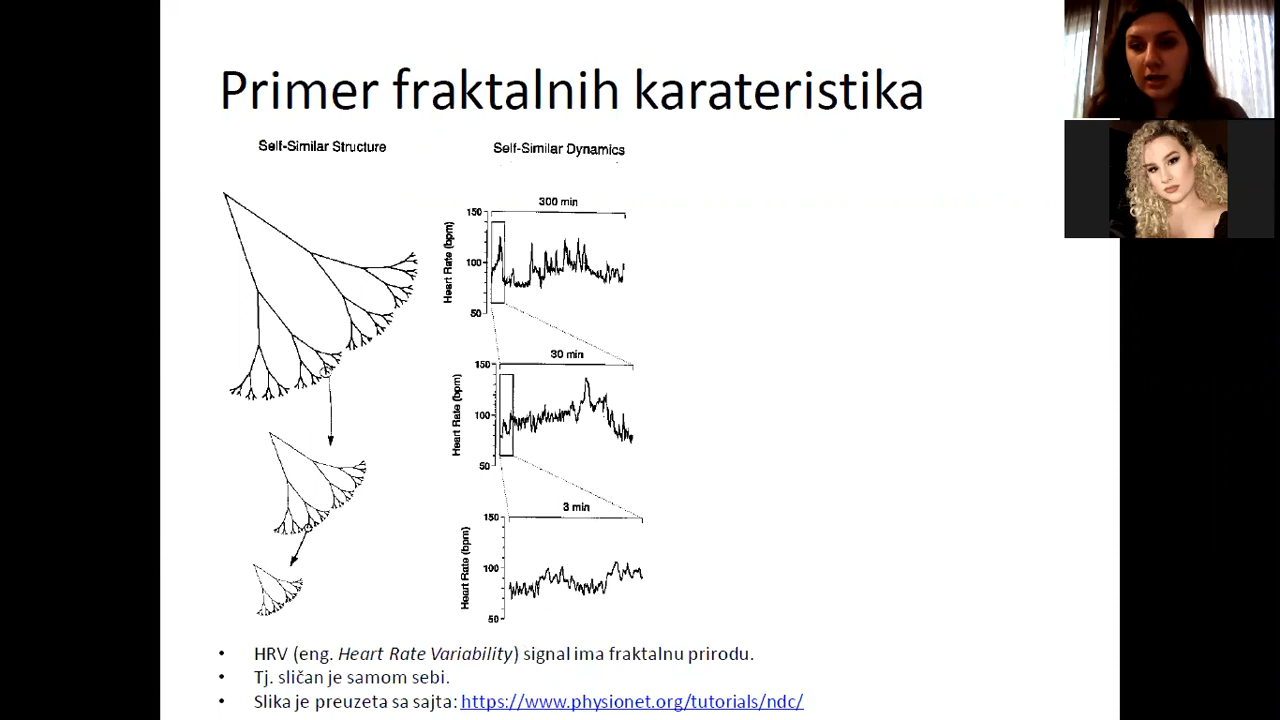 Primer fraktalnih karateristika
Self-Similar Structure
Self-Similar Dynamics
300 min
150
100
50
Heart Rate (bpm)
30 min
150
100
50
Heart Rate (bpm)
3 min
150
100
50
Heart Rate (bpm)
• HRV (eng. Heart Rate Variability) signal ima fraktalnu prirodu.
• Tj. sličan je samom sebi.
• Slika je preuzeta sa sajta: https://www.physionet.org/tutorials/ndc/